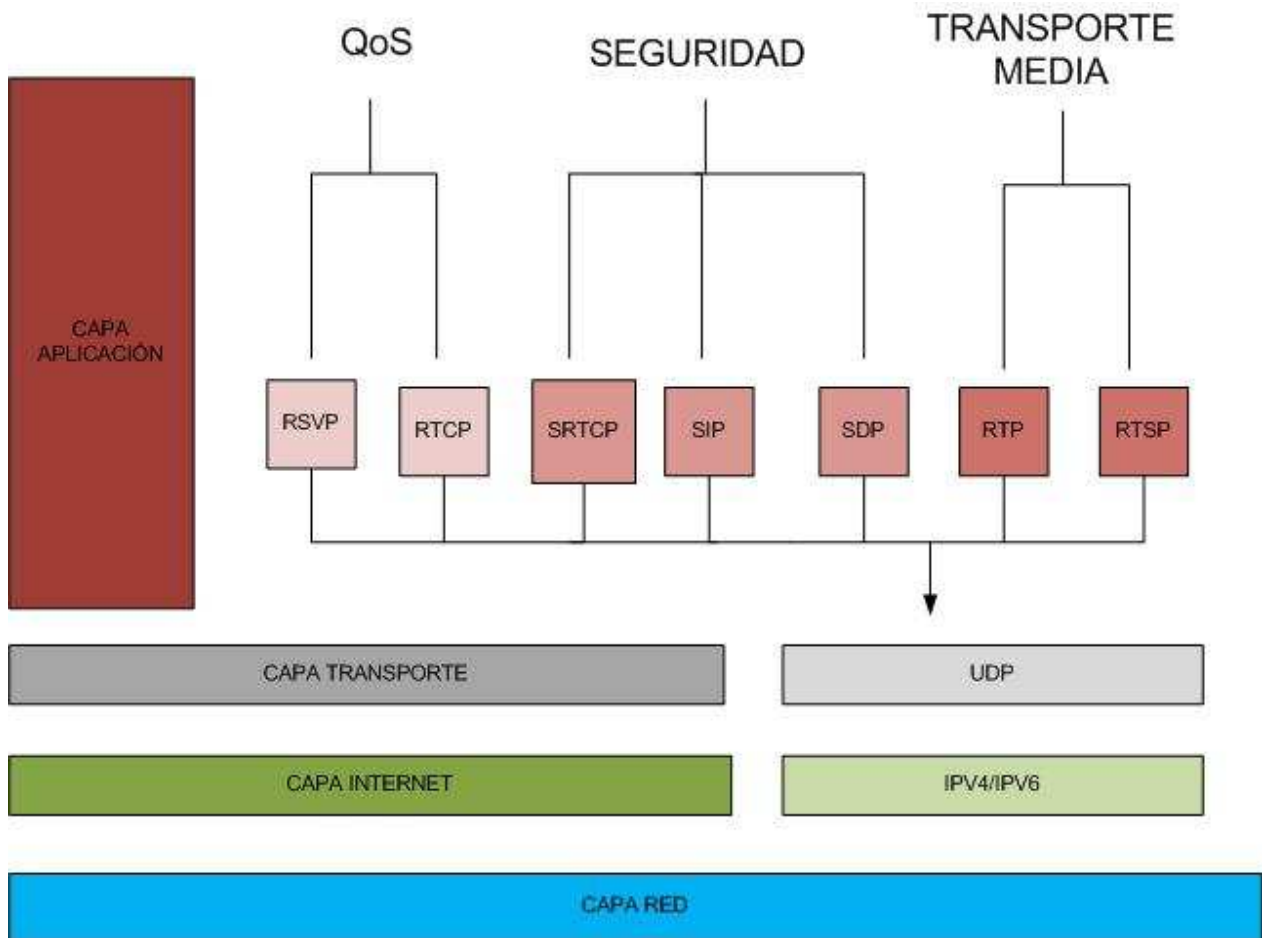 QoS
SEGURIDAD
TRANSPORTE
MEDIA
CAPA
APLICACIÓN
RSVP
RTCP
SRTCP
SIP
SDP
RTP
RTSP
CAPA TRANSPORTE
UDP
CAPA INTERNET
IPV4/IPV6
CAPA RED